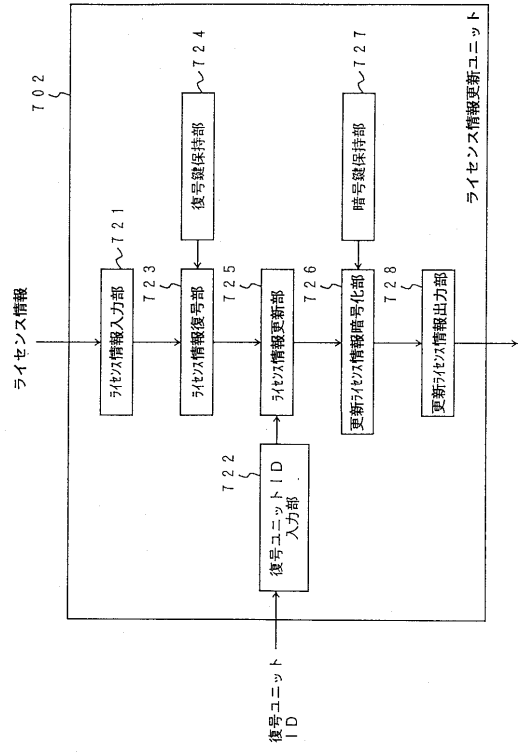 ライセンス情報
702
ライセンス情報入力部
721
ライセンス情報復号部
723
復号鍵保持部
724
復号ユニット
ID
復号ユニットID
入力部
722
ライセンス情報更新部
725
更新ライセンス情報暗号化部
726
暗号鍵保持部
727
更新ライセンス情報出力部
728
ライセンス情報更新ユニット